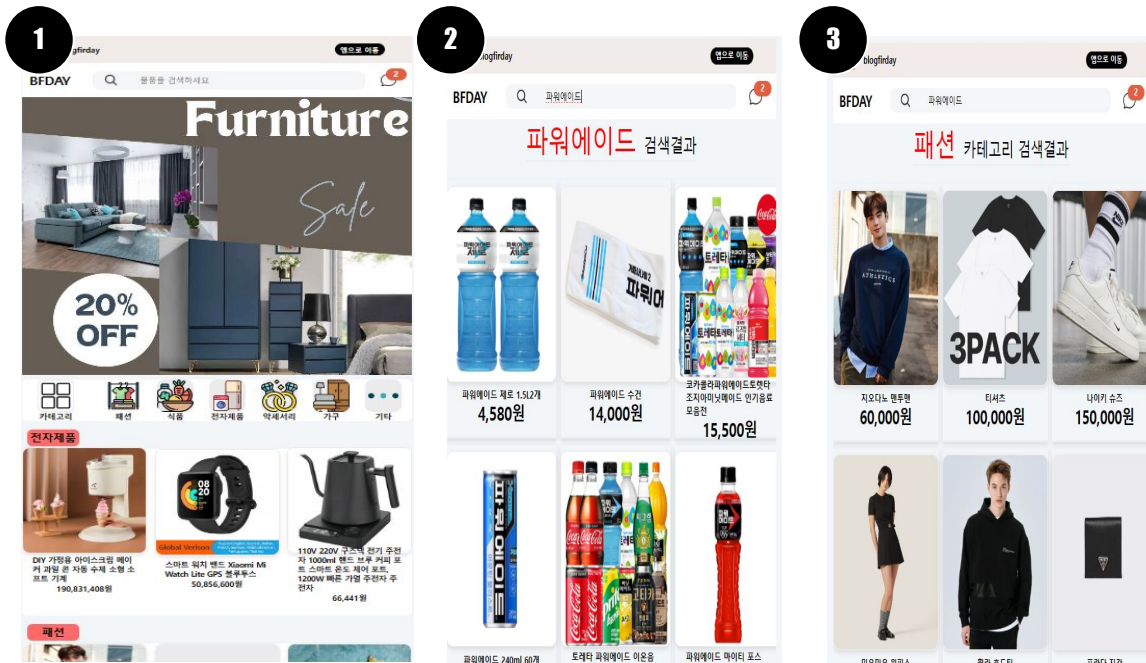 1
gfirday
앱으로 이동
BFDAY
물품을 검색하세요
2
Furniture
Sale
20%
OFF
카테고리
패션
식품
전자제품
악세서리
가구
기타
전자제품
08
20
Global Version
DIY 가정용 아이스크림 메이
커 과일 콘 자동 수제 소형 소
프트 기계
190,831,408원
스마트 워치 밴드 Xiaomi Mi
Watch Lite GPS 블루투스
50,856,600원
110V 220V 구스넥 전기 주전
자 1000ml 핸드 브루 커피 포
트 스마트 온도 제어 포트,
1200W 빠른 가열 주전자 주
전자
66,441원
패션
2
logfirday
앱으로 이동
BFDAY
파워에이드
2
파워에이드 검색결과
파워에이드 제로 1.5L2개
4,580원
파워에이드 수건
14,000원
코카콜라파워에이드토렛타
조지아미닛메이드 인기음료
모음전
15,500원
파워에이드 240ml 60개
토레타 파워에이드 이온음
파워에이드 마이티 포스
3
blogfirday
앱으로 이동
BFDAY
파워에이드
2
패션 카테고리 검색결과
ATHLETICS
3PACK
지오다노 맨투맨
60,000원
티셔츠
100,000원
나이키 슈즈
150,000원